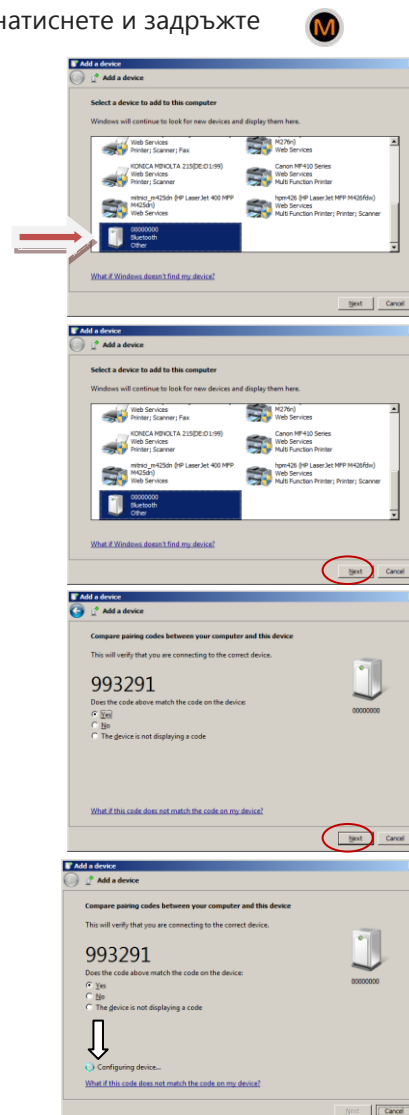 натиснете и задръжте M
Add a device
Add a device
Select a device to add to this computer
Windows will continue to look for new devices and display them here.
Web Services
Printer; Scanner; Fax
M276n)
Web Services
KONICA MINOLTA 215(DE:D1:99)
Web Services
Printer; Scanner
Canon MF410 Series
Web Services
Multi Function Printer
mitnici_m425dn (HP LaserJet 400 MFP
M425dn)
Web Services
hpm426 (HP LaserJet MFP M426fdw)
Web Services
Multi Function Printer; Printer; Scanner
00000000
Bluetooth
Other
What if Windows doesn't find my device?
Next Cancel
Add a device
Add a device
Select a device to add to this computer
Windows will continue to look for new devices and display them here.
Web Services
Printer; Scanner; Fax
M276n)
Web Services
KONICA MINOLTA 215(DE:D1:99)
Web Services
Printer; Scanner
Canon MF410 Series
Web Services
Multi Function Printer
mitnici_m425dn (HP LaserJet 400 MFP
M425dn)
Web Services
hpm426 (HP LaserJet MFP M426fdw)
Web Services
Multi Function Printer; Printer; Scanner
00000000
Bluetooth
Other
What if Windows doesn't find my device?
Next Cancel
Add a device
Add a device
Compare pairing codes between your computer and this device
This will verify that you are connecting to the correct device.
993291
Does the code above match the code on the device:
Yes
No
The device is not displaying a code
00000000
What if this code does not match the code on my device?
Next Cancel
Add a device
Add a device
Compare pairing codes between your computer and this device
This will verify that you are connecting to the correct device.
993291
Does the code above match the code on the device:
Yes
No
The device is not displaying a code
00000000
Configuring device...
What if this code does not match the code on my device?
Next Cancel